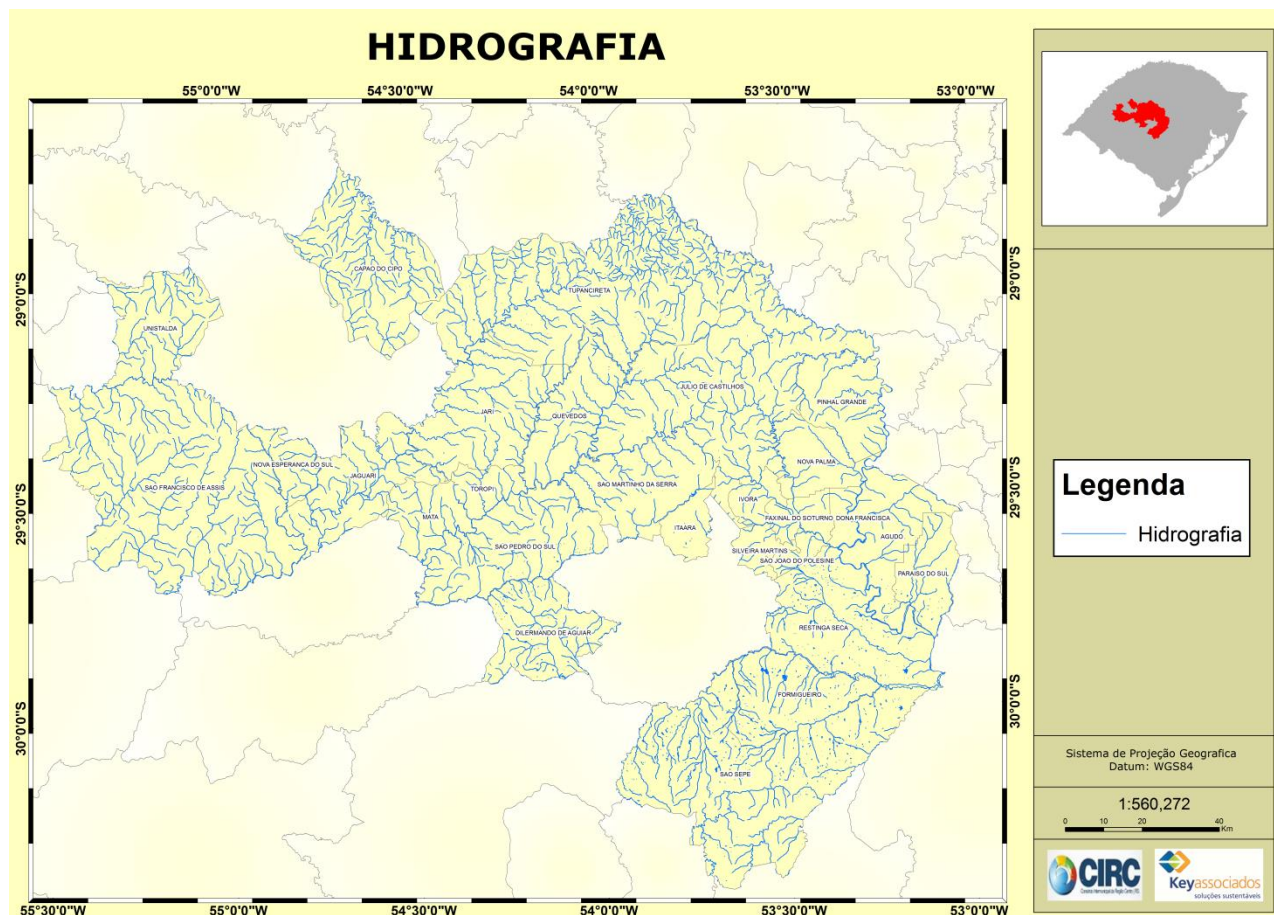 HIDROGRAFIA
55°0'0"W
54°30'0"W
54°0'0"W
53°30'0"W
53°0'0"W
29°0'0"S
29°0'0"S
CAPAO DO CIPO
TUPANCIRETA
UNISTALDA
JULIO DE CASTILHOS
PINHAL GRANDE
JARI
QUEVEDOS
NOVA ESPERANCA DO SUL
NOVA PALMA
JAGUARI
SAO FRANCISCO DE ASSIS
TOROPI
SAO MARTINHO DA SERRA
IVORA
29°30'0"S
29°30'0"S
MATA
FAXINAL DO SOTURNO
DONA FRANCISCA
ITAARA
AGUDO
SAO PEDRO DO SUL
SILVEIRA MARTINS
SAO JOAO DO POLESINE
PARAISO DO SUL
DILERMANDO DE AGUIAR
RESTINGA SECA
FORMIGUEIRO
30°0'0"S
30°0'0"S
SAO SEPE
55°30'0"W
55°0'0"W
54°30'0"W
54°0'0"W
53°30'0"W
53°0'0"W
Legenda
Hidrografia
Sistema de Projeção Geografica
Datum: WGS84
1:560,272
0 10 20 40
Km
CIRC
Keyassociados
soluções sustentáveis